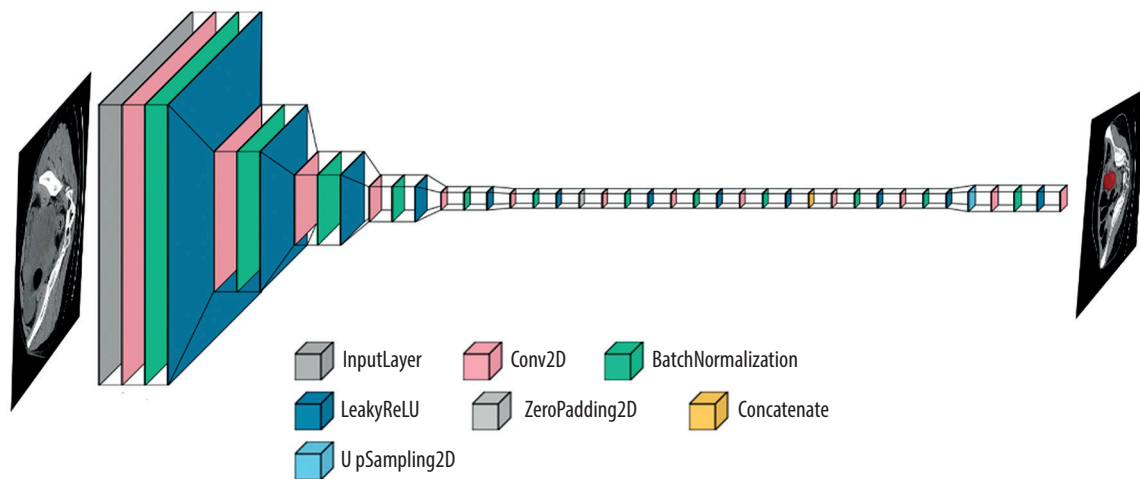 InputLayer Conv2D BatchNormalization
LeakyReLU ZeroPadding2D Concatenate
U pSampling2D